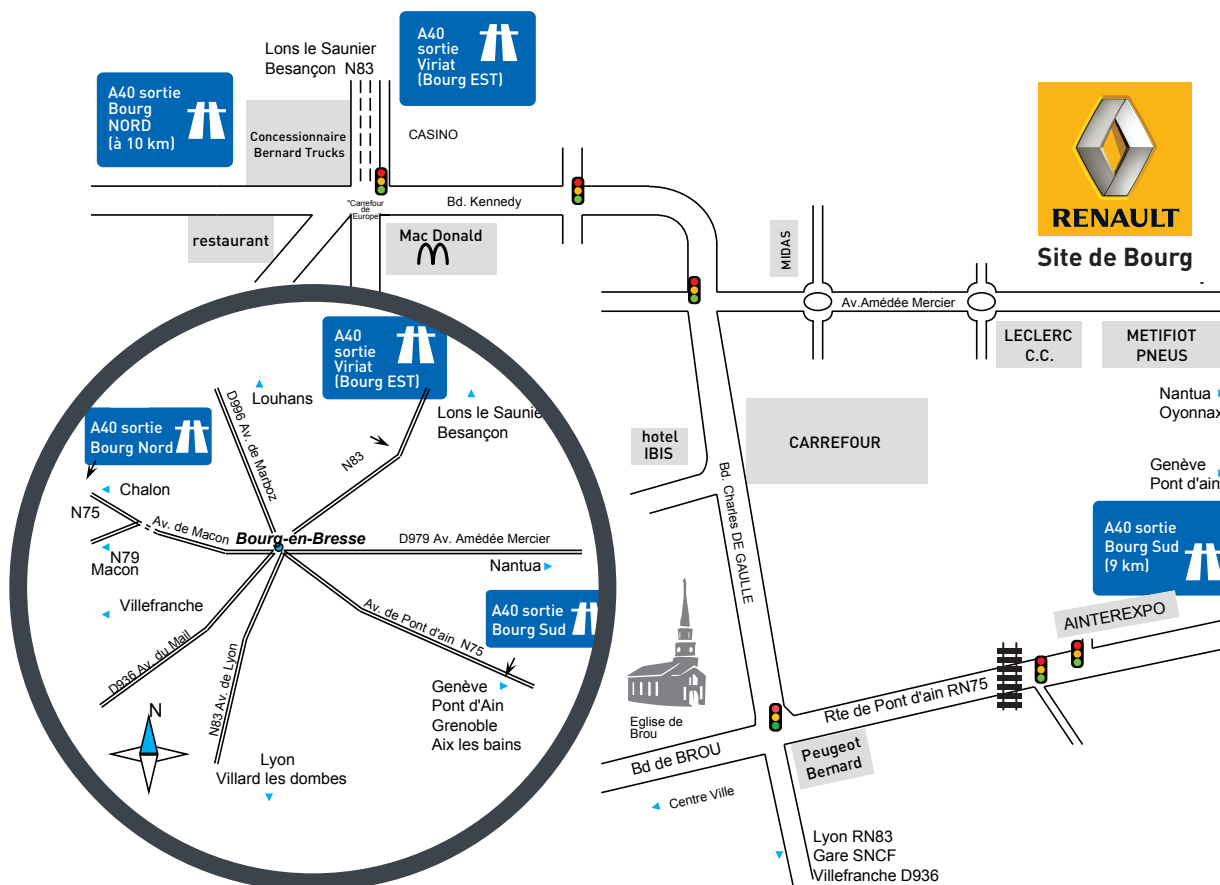 Lons le Saunier
Besançon N83
A40
sortie
Viriat
(Bourg EST)
A40 sortie
Bourg
NORD
(à 10 km)
Concessionnaire
Bernard Trucks
CASINO
"Carrefour
de
l'Europe"
Bd. Kennedy
restaurant
Mac Donald
MIDAS
RENAULT
Site de Bourg
-
Av.Amédée Mercier
LECLERC
C.C.
METIFIOT
PNEUS
Nantua
Oyonnax
hotel
IBIS
CARREFOUR
Bd. Charles DE GAULLE
Genève
Pont d'ain
A40 sortie
Bourg Sud
(9 km)
AINTEREXPO
Rte de Pont d'ain RN75
Eglise de
Brou
Bd de BROU
Peugeot
Bernard
Centre Ville
Lyon RN83
Gare SNCF
Villefranche D936
A40
sortie
Viriat
(Bourg EST)
Louhans
Lons le Saunier
Besançon
D996 Av. de Marboz
N83
A40 sortie
Bourg Nord
Chalon
N75
Av. de Macon
Bourg-en-Bresse
D979 Av. Amédée Mercier
N79
Macon
Nantua
Villefranche
Av. de Pont d'ain N75
A40 sortie
Bourg Sud
D936 Av. du Mail
N83 Av. de Lyon
Genève
Pont d'Ain
Grenoble
Aix les bains
N
Lyon
Villard les dombes